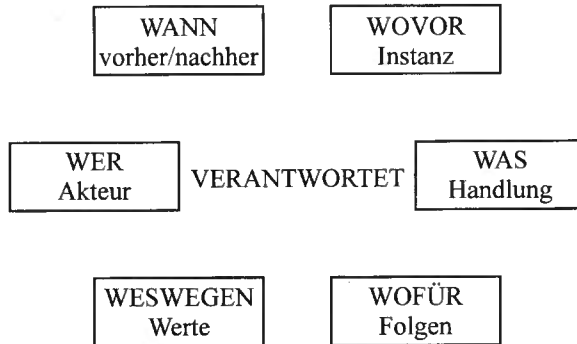 WANN
vorher/nachher
WOVOR
Instanz
WER
Akteur
VERANTWORTET
WAS
Handlung
WESWEGEN
Werte
WOFÜR
Folgen